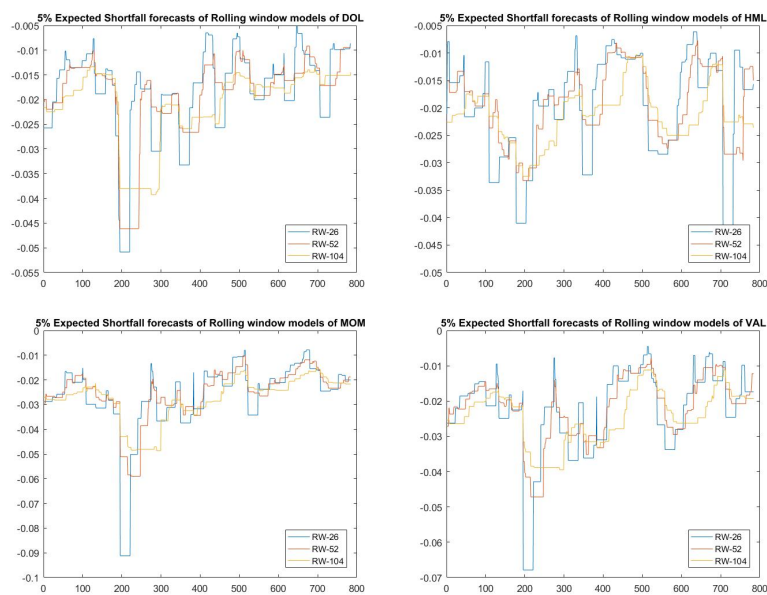 5% Expected Shortfall forecasts of Rolling window models of DOL
-0.005
-0.01
-0.015
-0.02
-0.025
-0.03
-0.035
-0.04
-0.045
-0.05
-0.055
0 100 200 300 400 500 600 700 800
RW-26
RW-52
RW-104
5% Expected Shortfall forecasts of Rolling window models of HML
-0.005
-0.01
-0.015
-0.02
-0.025
-0.03
-0.035
-0.04
-0.045
-0.05
0 100 200 300 400 500 600 700 800
RW-26
RW-52
RW-104
5% Expected Shortfall forecasts of Rolling window models of MOM
0
-0.01
-0.02
-0.03
-0.04
-0.05
-0.06
-0.07
-0.08
-0.09
-0.1
0 100 200 300 400 500 600 700 800
RW-26
RW-52
RW-104
5% Expected Shortfall forecasts of Rolling window models of VAL
0
-0.01
-0.02
-0.03
-0.04
-0.05
-0.06
-0.07
0 100 200 300 400 500 600 700 800
RW-26
RW-52
RW-104